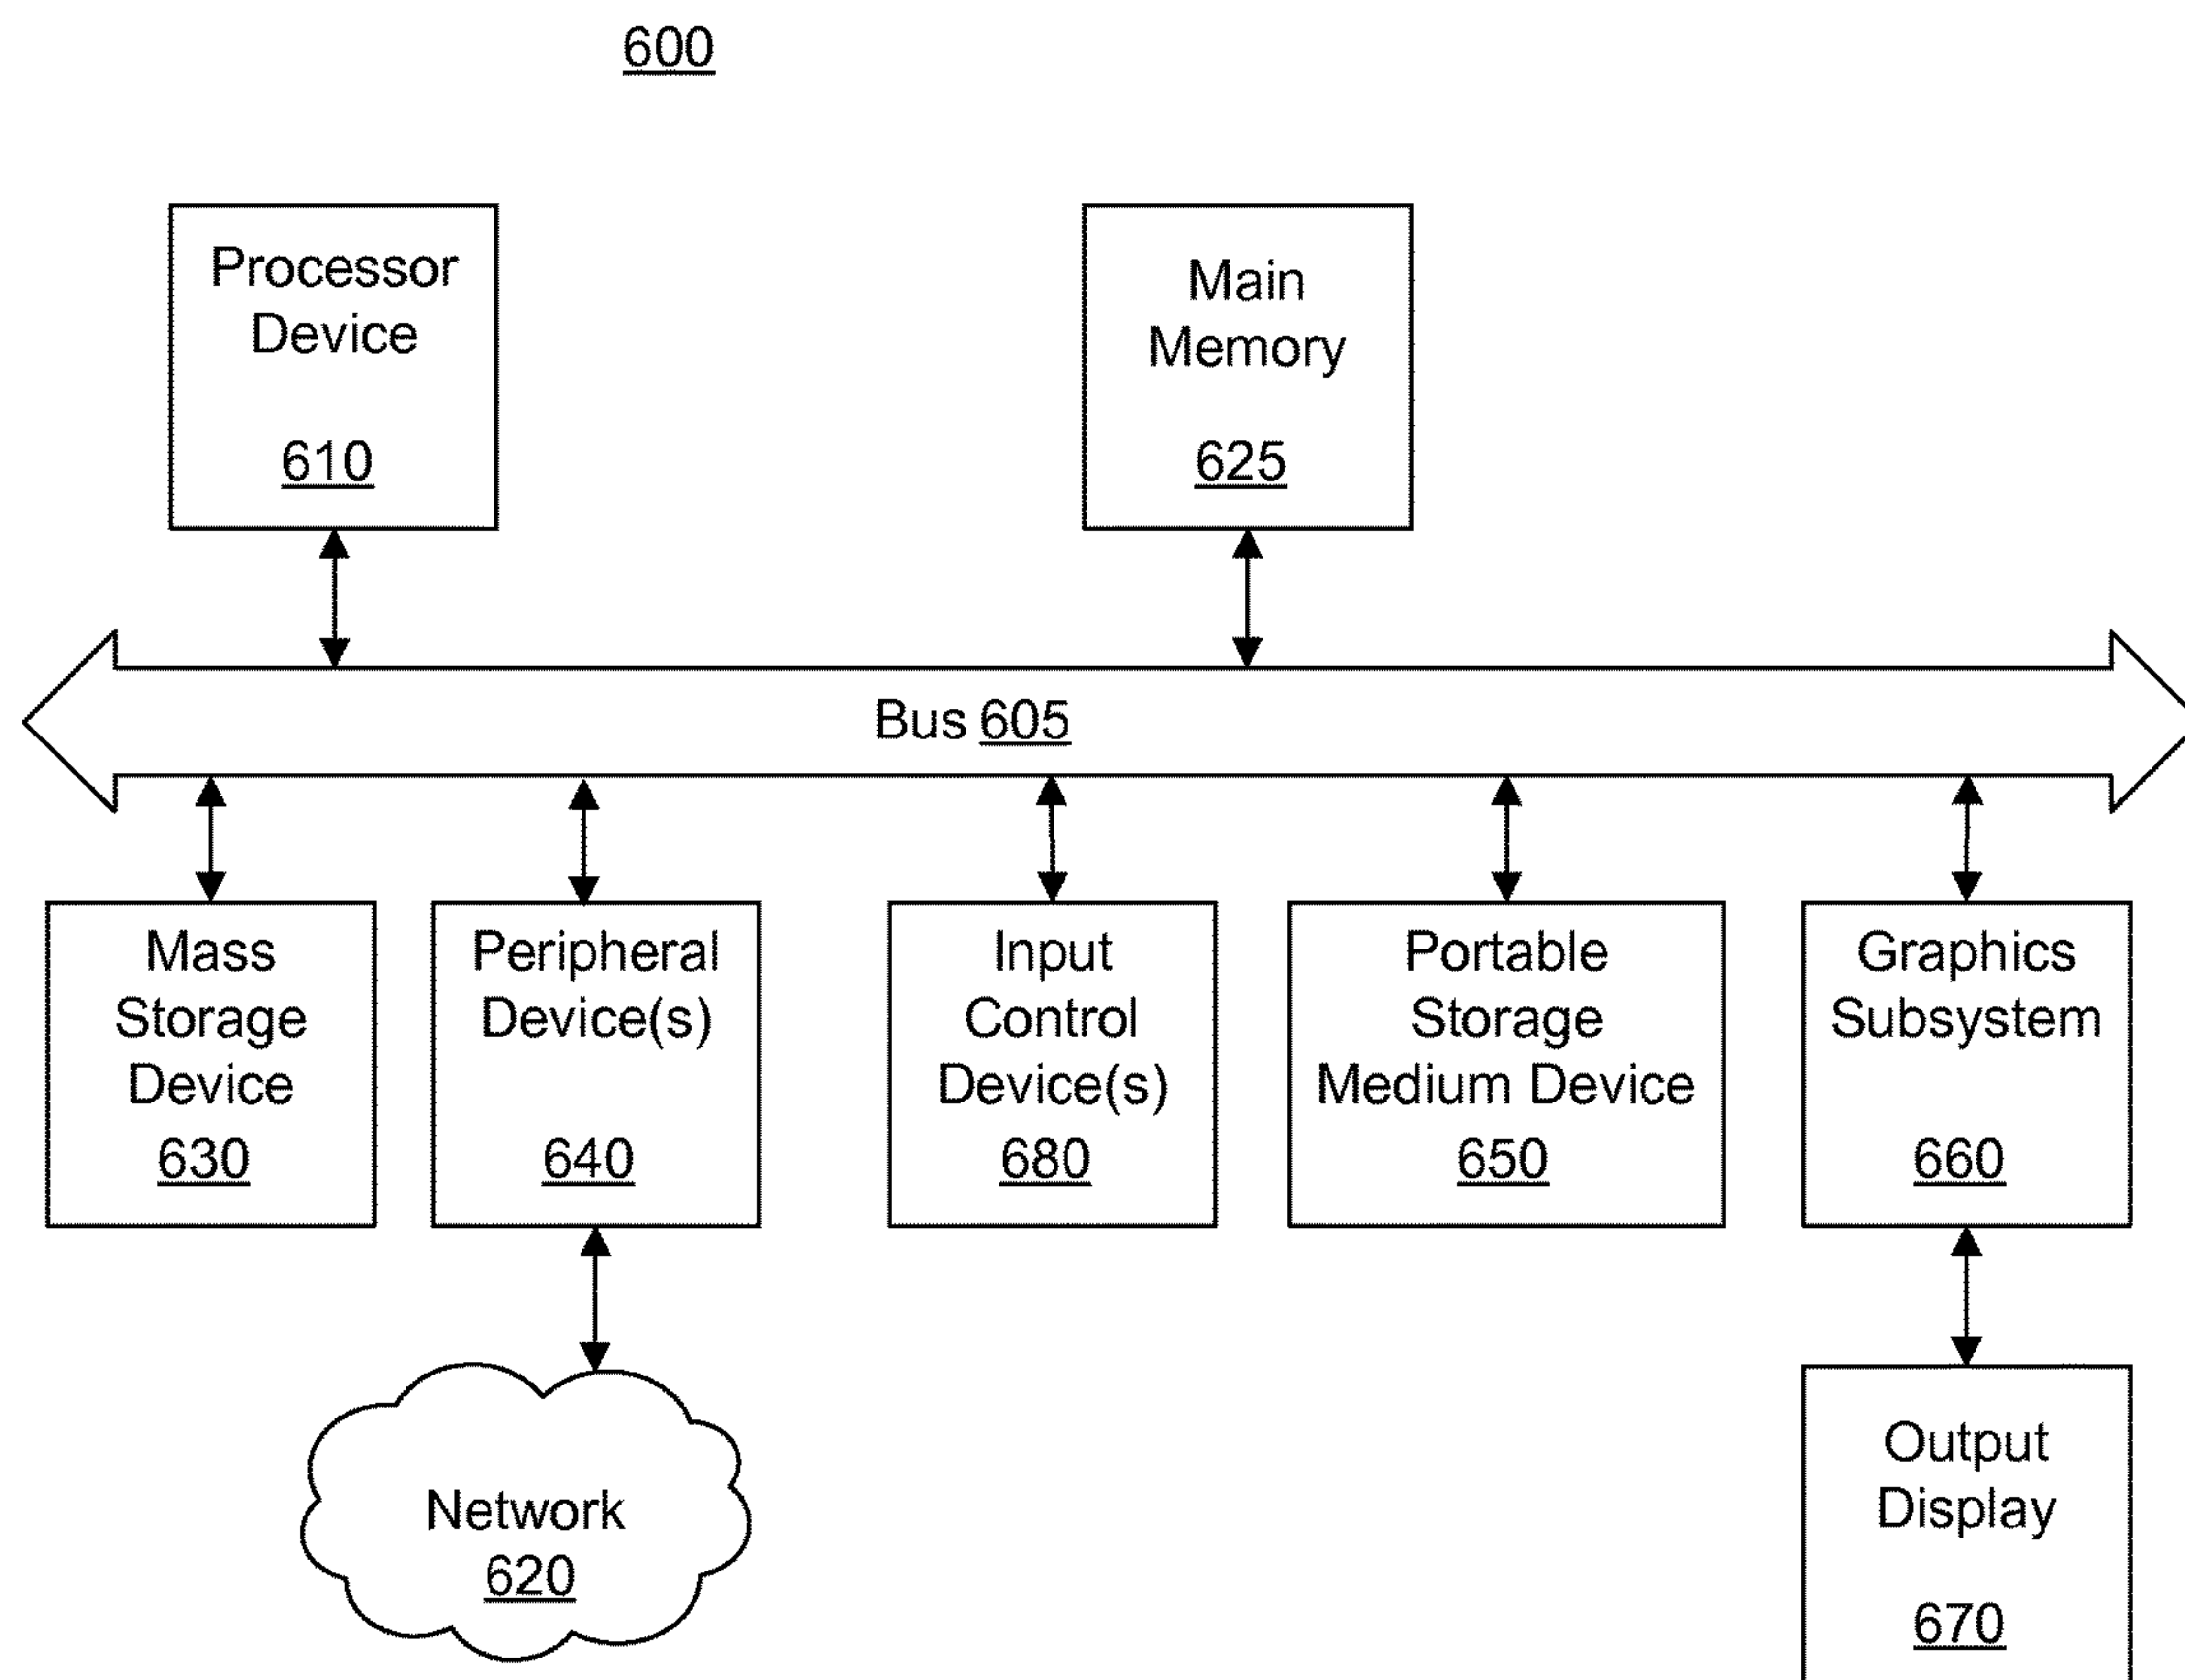 600
Processor
Device
610
Main
Memory
625
Bus 605
Mass
Storage
Device
630
Peripheral
Device(s)
640
Input
Control
Device(s)
680
Portable
Storage
Medium Device
650
Graphics
Subsystem
660
Network
620
Output
Display
670